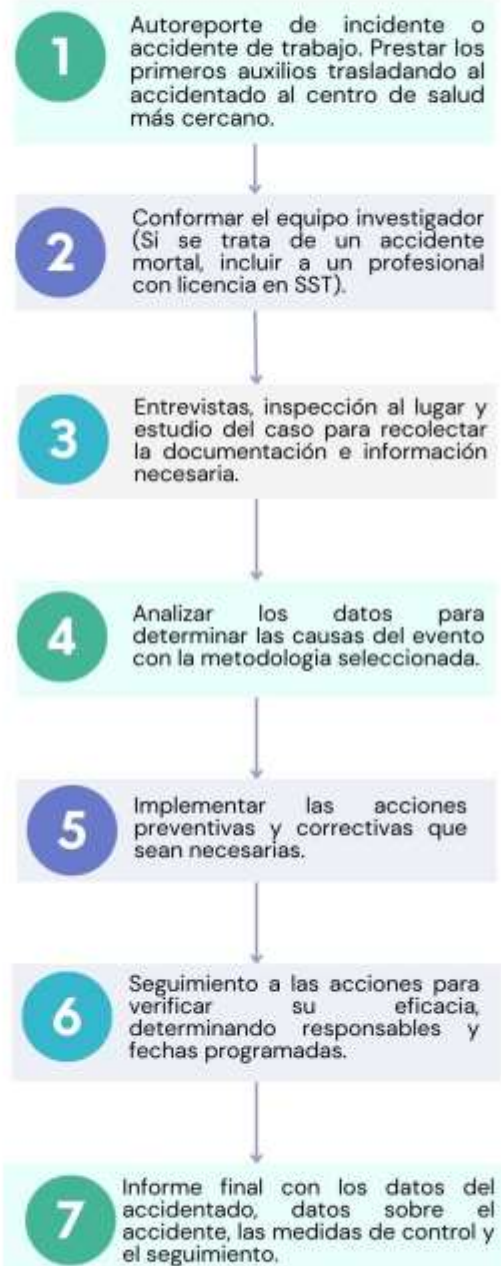 1
Autoreporte de incidente o
accidente de trabajo. Prestar los
primeros auxilios trasladando al
accidentado al centro de salud
más cercano.
2
Conformar el equipo investigador
(Si se trata de un accidente
mortal, incluir a un profesional
con licencia en SST).
3
Entrevistas, inspección al lugar y
estudio del caso para recolectar
la documentación e información
necesaria.
4
Analizar los datos para
determinar las causas del evento
con la metodologia seleccionada.
5
Implementar las acciones
preventivas y correctivas que
sean necesarias.
6
Seguimiento a las acciones para
verificar su eficacia,
determinando responsables y
fechas programadas.
7
Informe final con los datos del
accidentado, datos sobre el
accidente, las medidas de control y
el seguimiento.